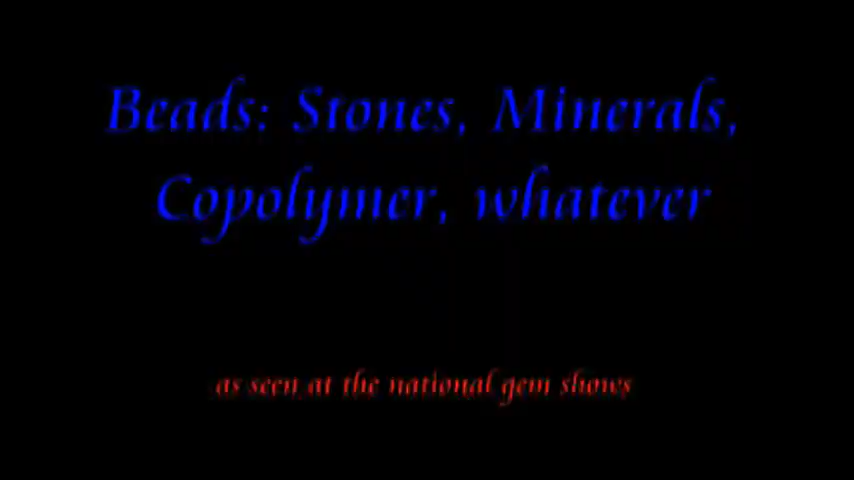 Beads: Stones, Minerals,
Copolymer, whatever
as seen at the national gem shows